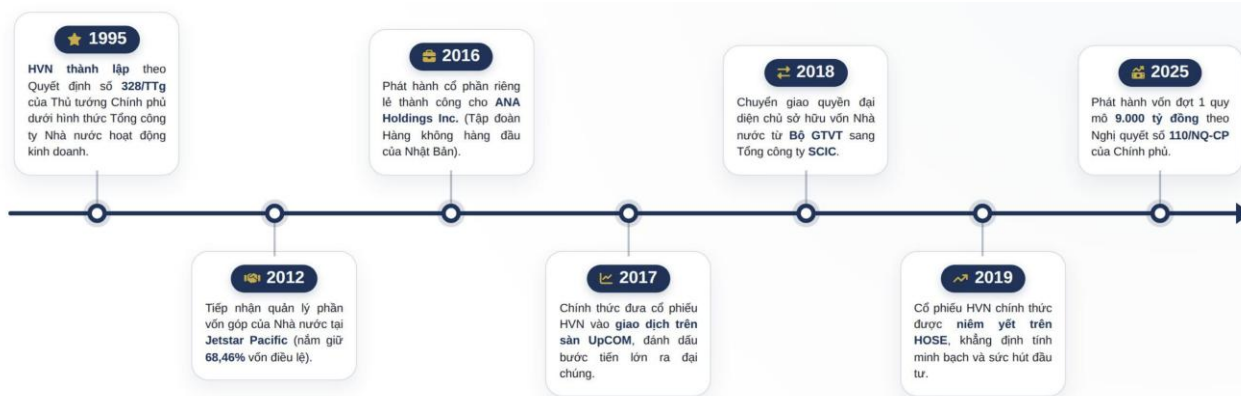 1995
HVN thành lập theo
Quyết định số 328/TTg
của Thủ tướng Chính phủ
dưới hình thức Tổng công
ty Nhà nước hoạt động
kinh doanh.
2012
Tiếp nhận quản lý phần
vốn góp của Nhà nước tại
Jetstar Pacific (nắm giữ
68,46% vốn điều lệ).
2016
Phát hành cổ phần riêng
lẻ thành công cho ANA
Holdings Inc. (Tập đoàn
Hàng không hàng đầu
của Nhật Bản).
2017
Chính thức đưa cổ phiếu
HVN vào giao dịch trên
sàn UpCOM, đánh dấu
bước tiến lớn ra đại
chúng.
2018
Chuyển giao quyền đại
diện chủ sở hữu vốn Nhà
nước từ Bộ GTVT sang
Tổng công ty SCIC.
2019
Cổ phiếu HVN chính thức
được niêm yết trên
HOSE, khẳng định tính
minh bạch và sức hút đầu
tư.
2025
Phát hành vốn đợt 1 quy
mô 9.000 tỷ đồng theo
Nghị quyết số 110/NQ-CP
của Chính phủ.